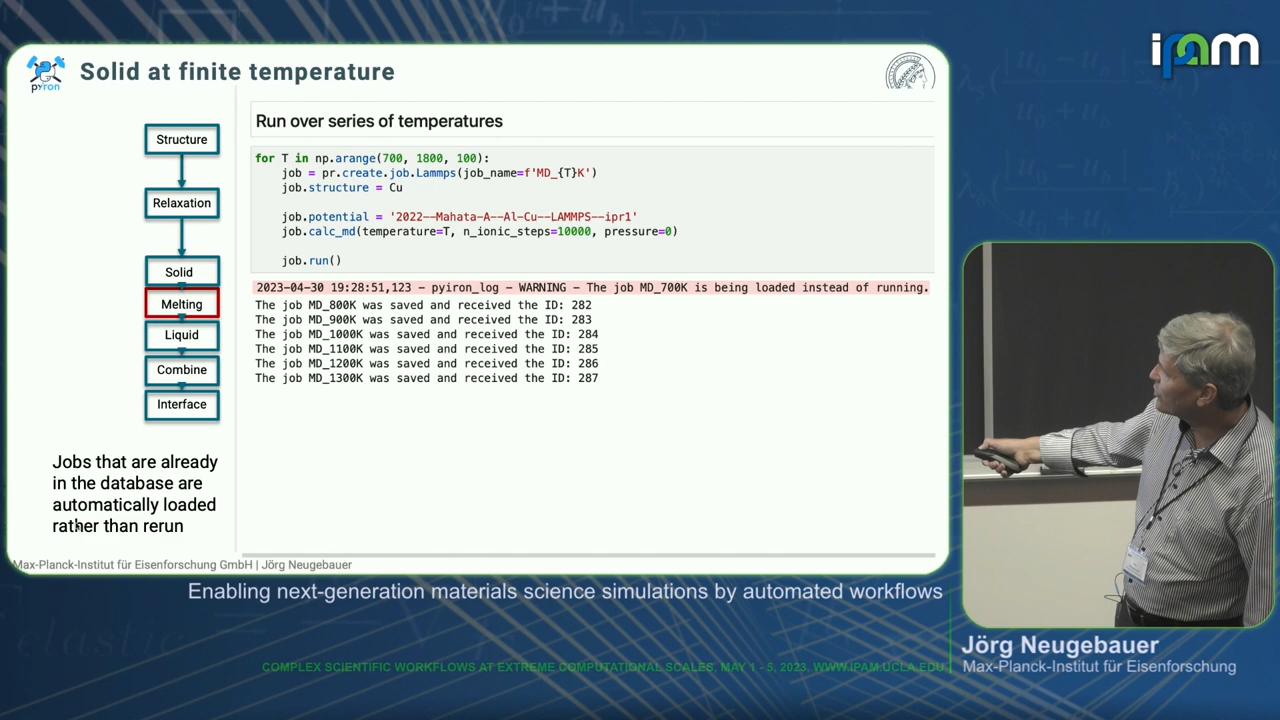 ipam
pyron
Solid at finite temperature
Structure
Relaxation
Solid
Melting
Liquid
Combine
Interface
Jobs that are already
in the database are
automatically loaded
rather than rerun
Run over series of temperatures
for T in np.arange(700, 1800, 100):
    job = pr.create.job.Lammps(job_name=f'MD_{T}K')
    job.structure = Cu
    job.potential = '2022--Mahata-A--Al-Cu--LAMMPS--ipr1'
    job.calc_md(temperature=T, n_ionic_steps=10000, pressure=0)
    job.run()
2023-04-30 19:28:51,123 - pyiron_log - WARNING - The job MD_700K is being loaded instead of running.
The job MD_800K was saved and received the ID: 282
The job MD_900K was saved and received the ID: 283
The job MD_1000K was saved and received the ID: 284
The job MD_1100K was saved and received the ID: 285
The job MD_1200K was saved and received the ID: 286
The job MD_1300K was saved and received the ID: 287
Max-Planck-Institut für Eisenforschung GmbH | Jörg Neugebauer
Enabling next-generation materials science simulations by automated workflows
Jörg Neugebauer
Max-Planck-Institut für Eisenforschung
COMPLEX SCIENTIFIC WORKFLOWS AT EXTREME COMPUTATIONAL SCALES, MAY 1 - 5, 2023, WWW.IPAM.UCLA.EDU